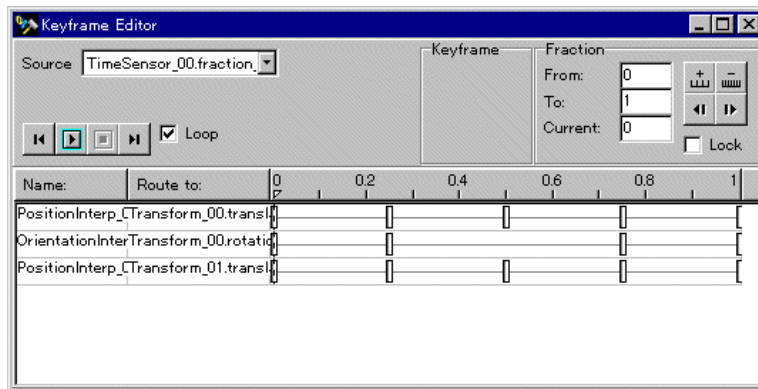 Keyframe Editor
Source TimeSensor_00.fraction_
Loop
Keyframe
Fraction
From: 0
To: 1
Current: 0
Lock
Name: Route to: 0 0.2 0.4 0.6 0.8 1
PositionInterp_ Transform_00.transl
OrientationInter Transform_00.rotatio
PositionInterp_ Transform_01.transl